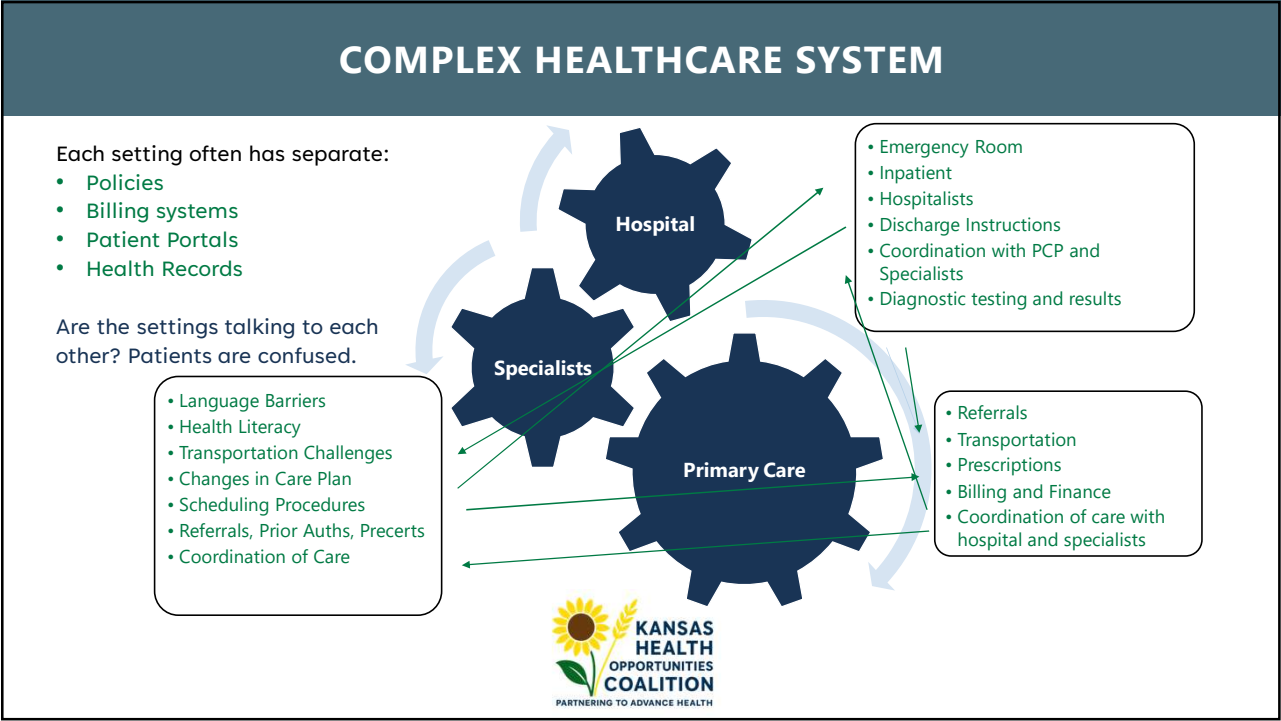 COMPLEX HEALTHCARE SYSTEM
Each setting often has separate:
• Policies
• Billing systems
• Patient Portals
• Health Records
Are the settings talking to each
other? Patients are confused.
• Language Barriers
• Health Literacy
• Transportation Challenges
• Changes in Care Plan
• Scheduling Procedures
• Referrals, Prior Auths, Precerts
• Coordination of Care
Hospital
Specialists
Primary Care
• Emergency Room
• Inpatient
• Hospitalists
• Discharge Instructions
• Coordination with PCP and
Specialists
• Diagnostic testing and results
• Referrals
• Transportation
• Prescriptions
• Billing and Finance
• Coordination of care with
hospital and specialists
KANSAS
HEALTH
OPPORTUNITIES
COALITION
PARTNERING TO ADVANCE HEALTH